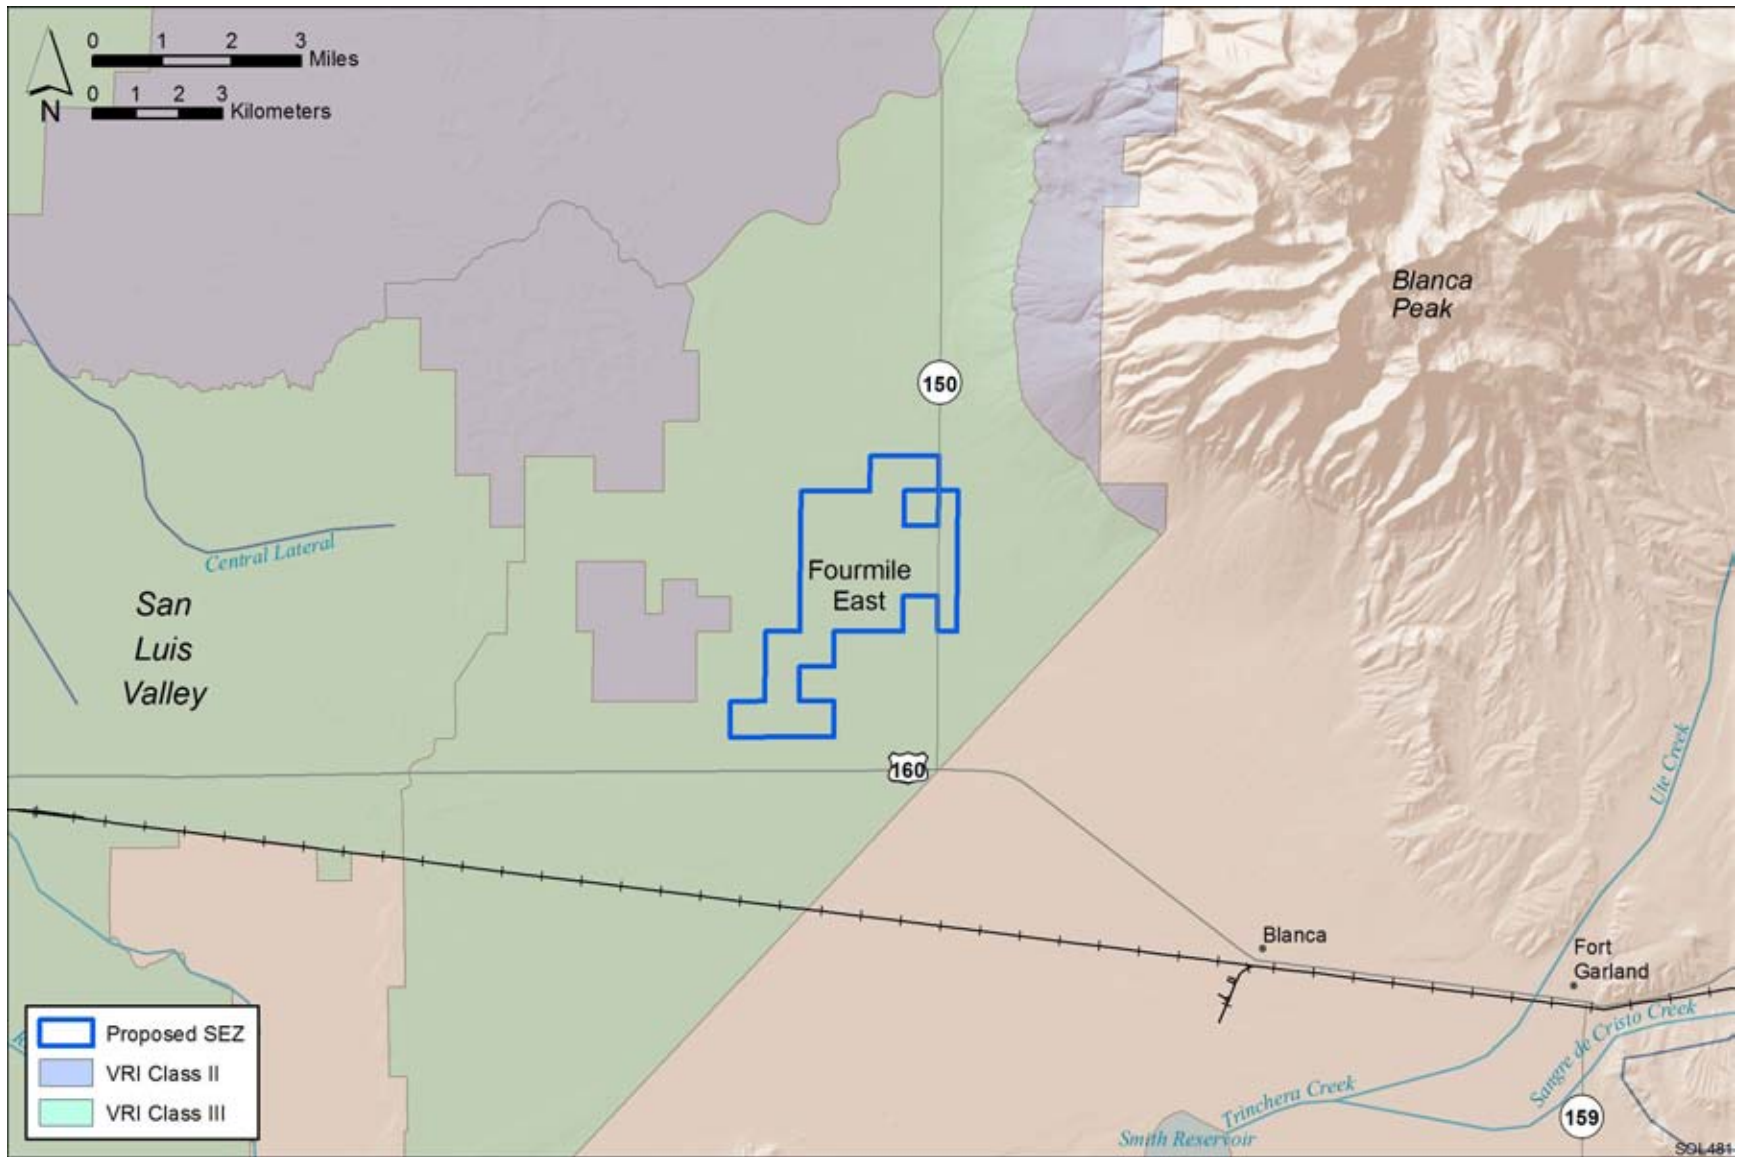 0 1 2 3
Miles
0 1 2 3
Kilometers
N
Blanca
Peak
150
Central Lateral
Fourmile
East
San
Luis
Valley
160
Ute Creek
Blanca
Fort
Garland
Sangre de Cristo Creek
Trinchera Creek
159
Smith Reservoir
Proposed SEZ
VRI Class II
VRI Class III
SOL481